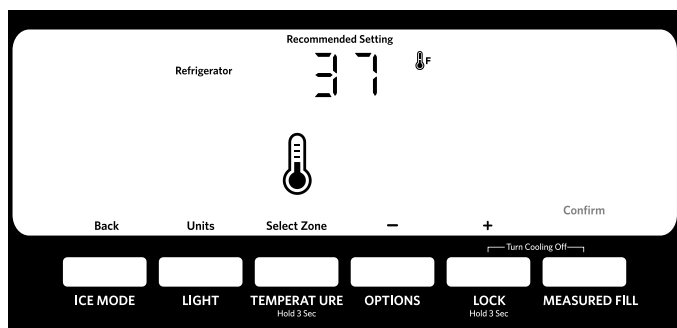 Recommended Setting
Refrigerator 37 F
Confirm
Back Units Select Zone − +
Turn Cooling Off
ICE MODE LIGHT TEMPERAT URE OPTIONS LOCK MEASURED FILL
Hold 3 Sec Hold 3 Sec